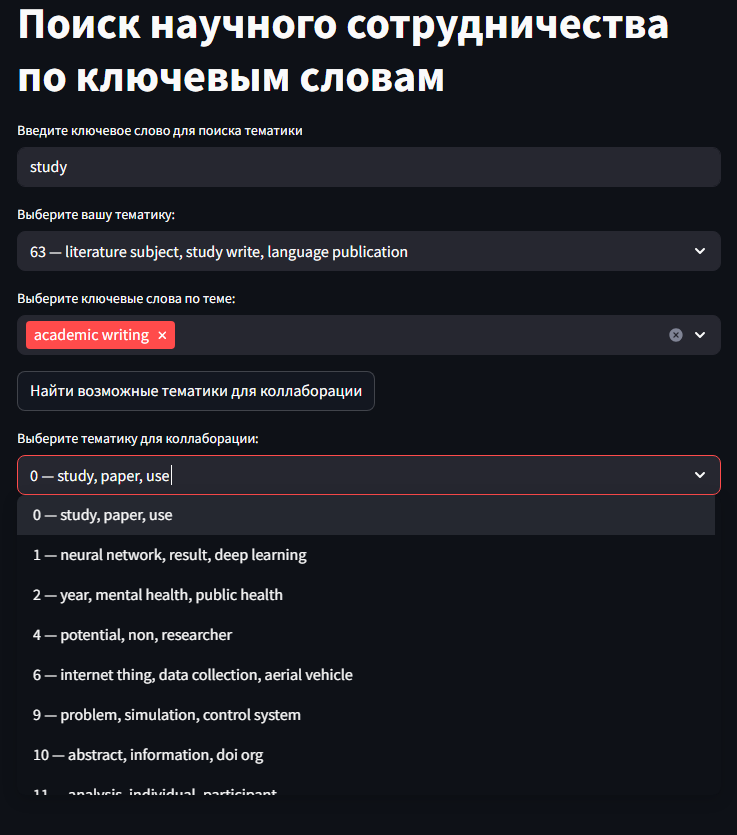 Поиск научного сотрудничества
по ключевым словам
Введите ключевое слово для поиска тематики
study
Выберите вашу тематику:
63 — literature subject, study write, language publication
Выберите ключевые слова по теме:
academic writing ×
Найти возможные тематики для коллаборации
Выберите тематику для коллаборации:
0 — study, paper, use
0 — study, paper, use
1 — neural network, result, deep learning
2 — year, mental health, public health
4 — potential, non, researcher
6 — internet thing, data collection, aerial vehicle
9 — problem, simulation, control system
10 — abstract, information, doi org
11 — analysis, individual, participant